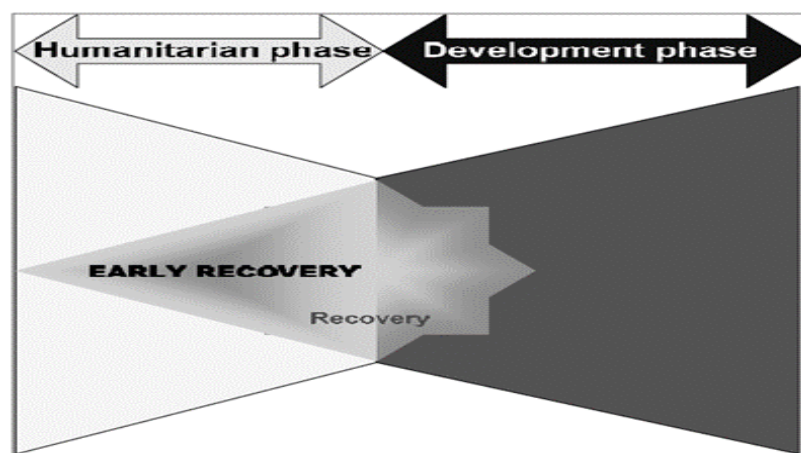 Humanitarian phase
Development phase
EARLY RECOVERY
Recovery